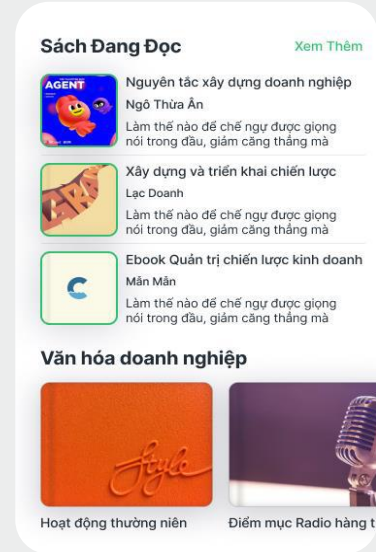 Sách Đang Đọc
Xem Thêm
AGENT
Nguyên tắc xây dựng doanh nghiệp
Ngô Thừa Ân
Làm thế nào để chế ngự được giọng
nói trong đầu, giảm căng thẳng mà
Xây dựng và triển khai chiến lược
Lạc Doanh
Làm thế nào để chế ngự được giọng
nói trong đầu, giảm căng thẳng mà
Ebook Quản trị chiến lược kinh doanh
Mẫn Mẫn
Làm thế nào để chế ngự được giọng
nói trong đầu, giảm căng thẳng mà
Văn hóa doanh nghiệp
Style
Hoạt động thường niên
Điểm mục Radio hàng t